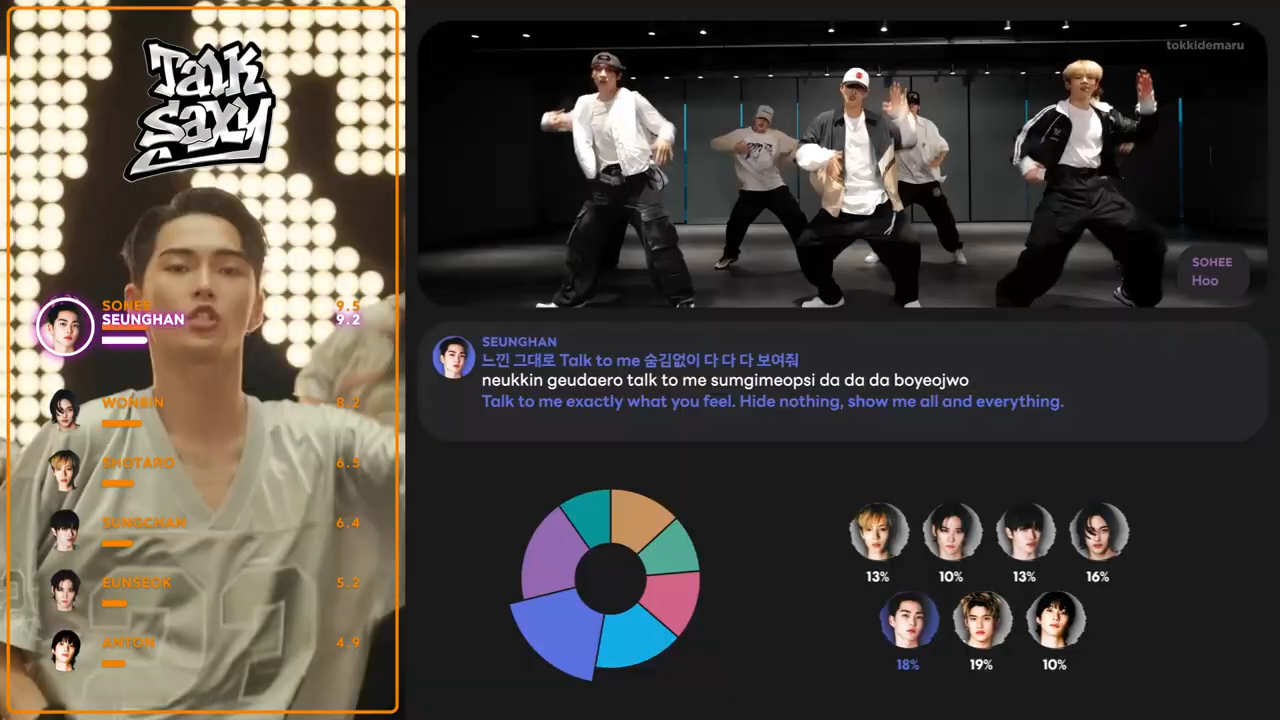 Talk
Saxy
SOHEE 9.5
SEUNGHAN 9.2
WONBIN 8.2
SHOTARO 6.5
SUNGCHAN 6.4
EUNSEOK 5.2
ANTON 4.9
tokkidemaru
SOHEE
Hoo
SEUNGHAN
느낀 그대로 Talk to me 숨김없이 다 다 다 보여줘
neukkin geudaero talk to me sumgimeopsi da da da boyeojwo
Talk to me exactly what you feel. Hide nothing, show me all and everything.
13% 10% 13% 16%
18% 19% 10%